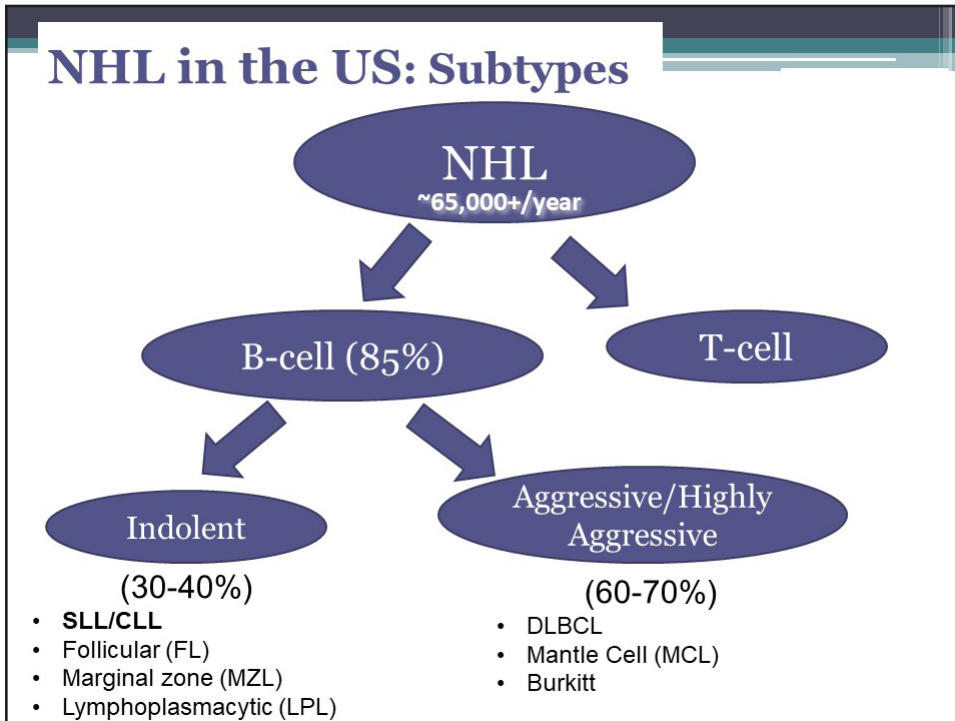 NHL in the US: Subtypes
NHL
~65,000+/year
B-cell (85%)
T-cell
Indolent
Aggressive/Highly
Aggressive
(30-40%)
• SLL/CLL
• Follicular (FL)
• Marginal zone (MZL)
• Lymphoplasmacytic (LPL)
(60-70%)
• DLBCL
• Mantle Cell (MCL)
• Burkitt